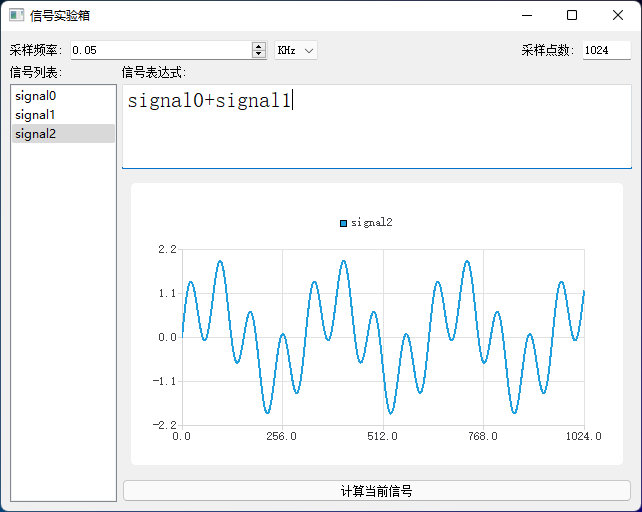 信号实验箱
采样频率: 0.05 KHz 采样点数: 1024
信号列表: 信号表达式:
signal0
signal1
signal2
signal0+signal1
signal2
2.2
1.1
0.0
-1.1
-2.2
0.0 256.0 512.0 768.0 1024.0
计算当前信号